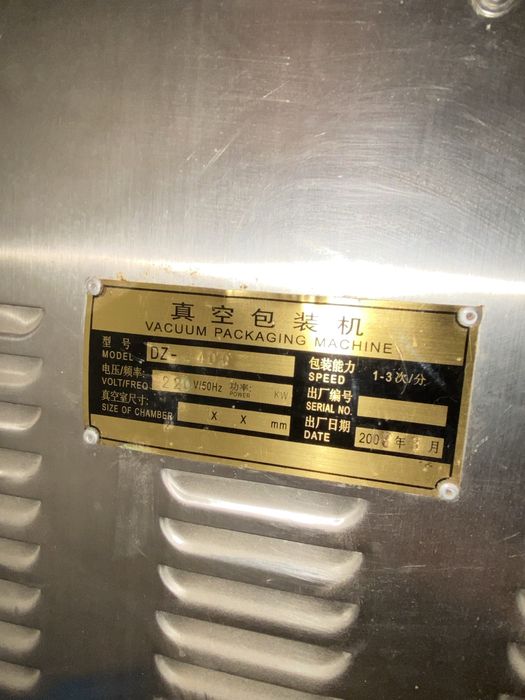 真空包装机
VACUUM PACKAGING MACHINE
型号
MODEL DZ-400
电压/频率:
VOLT/FREQ 220V/50Hz 功率: POWER KW
真空室尺寸:
SIZE OF CHAMBER X X mm
包装能力
SPEED 1-3次/分
出厂编号
SERIAL NO.
出厂日期
DATE 年 月